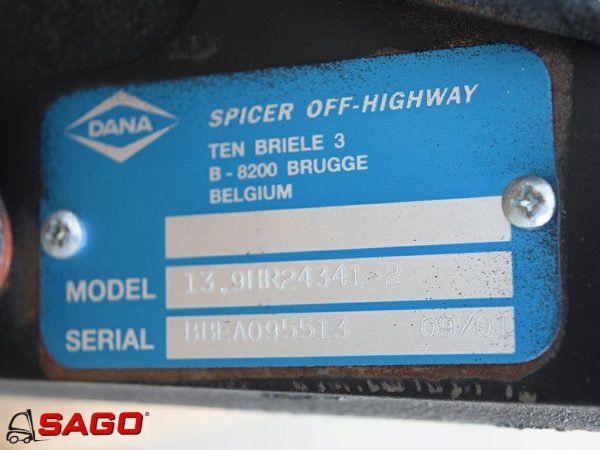 DANA
SPICER OFF-HIGHWAY
TEN BRIELE 3
B - 8200 BRUGGE
BELGIUM
MODEL 13.9HR24341-2
SERIAL BBEA095513 09/01
SAGO®